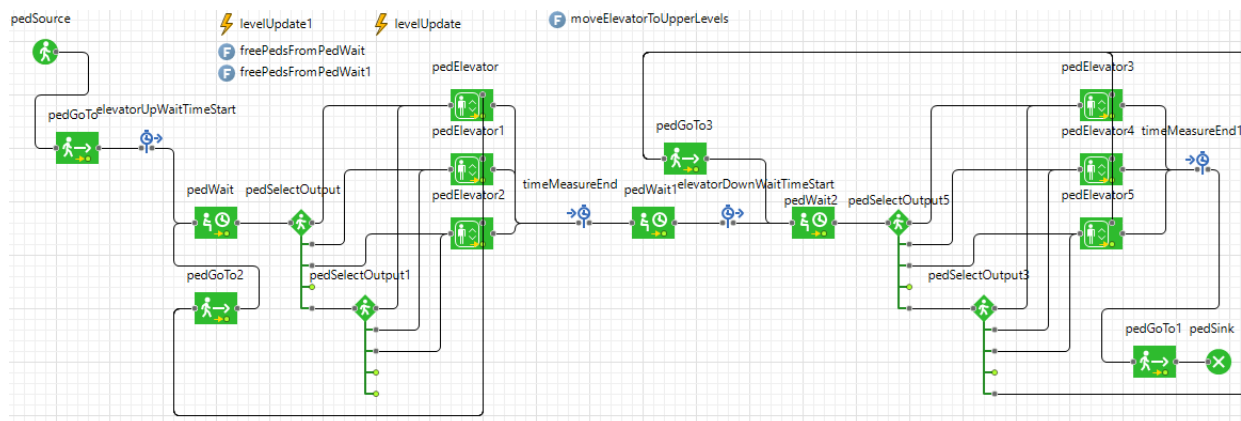 pedSource
levelUpdate1
levelUpdate
F moveElevatorToUpperLevels
F freePedsFromPedWait
F freePedsFromPedWait1
pedElevator
pedElevator3
pedGoTo
elevatorUpWaitTimeStart
pedElevator1
pedGoTo3
pedElevator4
timeMeasureEnd1
pedWait
pedSelectOutput
pedElevator2
timeMeasureEnd
pedWait1
elevatorDownWaitTimeStart
pedWait2
pedSelectOutput5
pedElevator5
pedGoTo2
pedSelectOutput1
pedSelectOutput3
pedGoTo1
pedSink